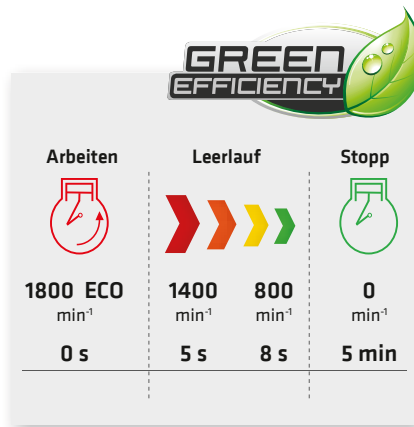 GREEN
EFFICIENCY
Arbeiten Leerlauf Stopp
1800 ECO 1400 800 0
min⁻¹ min⁻¹ min⁻¹ min⁻¹
0 s 5 s 8 s 5 min